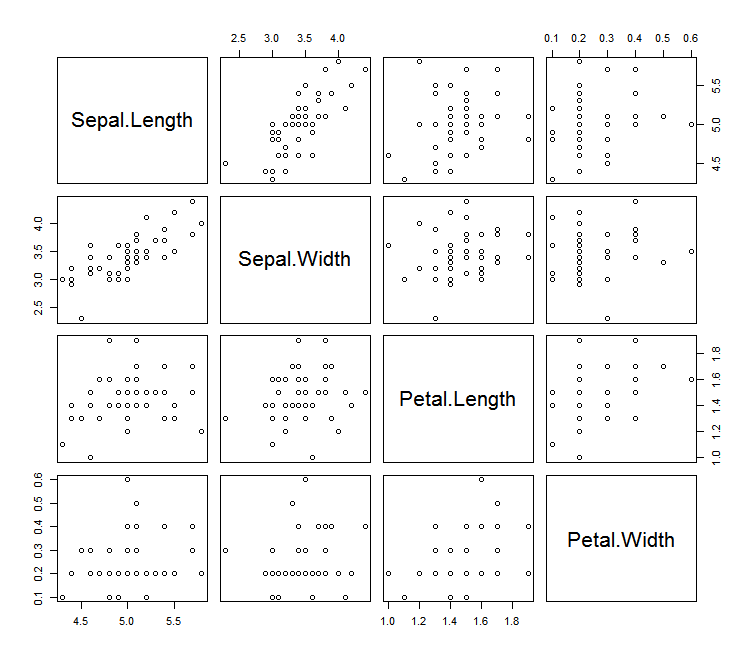 2.5 3.0 3.5 4.0
0.1 0.2 0.3 0.4 0.5 0.6
Sepal.Length
4.5 5.0 5.5
2.5 3.0 3.5 4.0
Sepal.Width
Petal.Length
1.0 1.2 1.4 1.6 1.8
0.1 0.2 0.3 0.4 0.5 0.6
Petal.Width
4.5 5.0 5.5
1.0 1.2 1.4 1.6 1.8